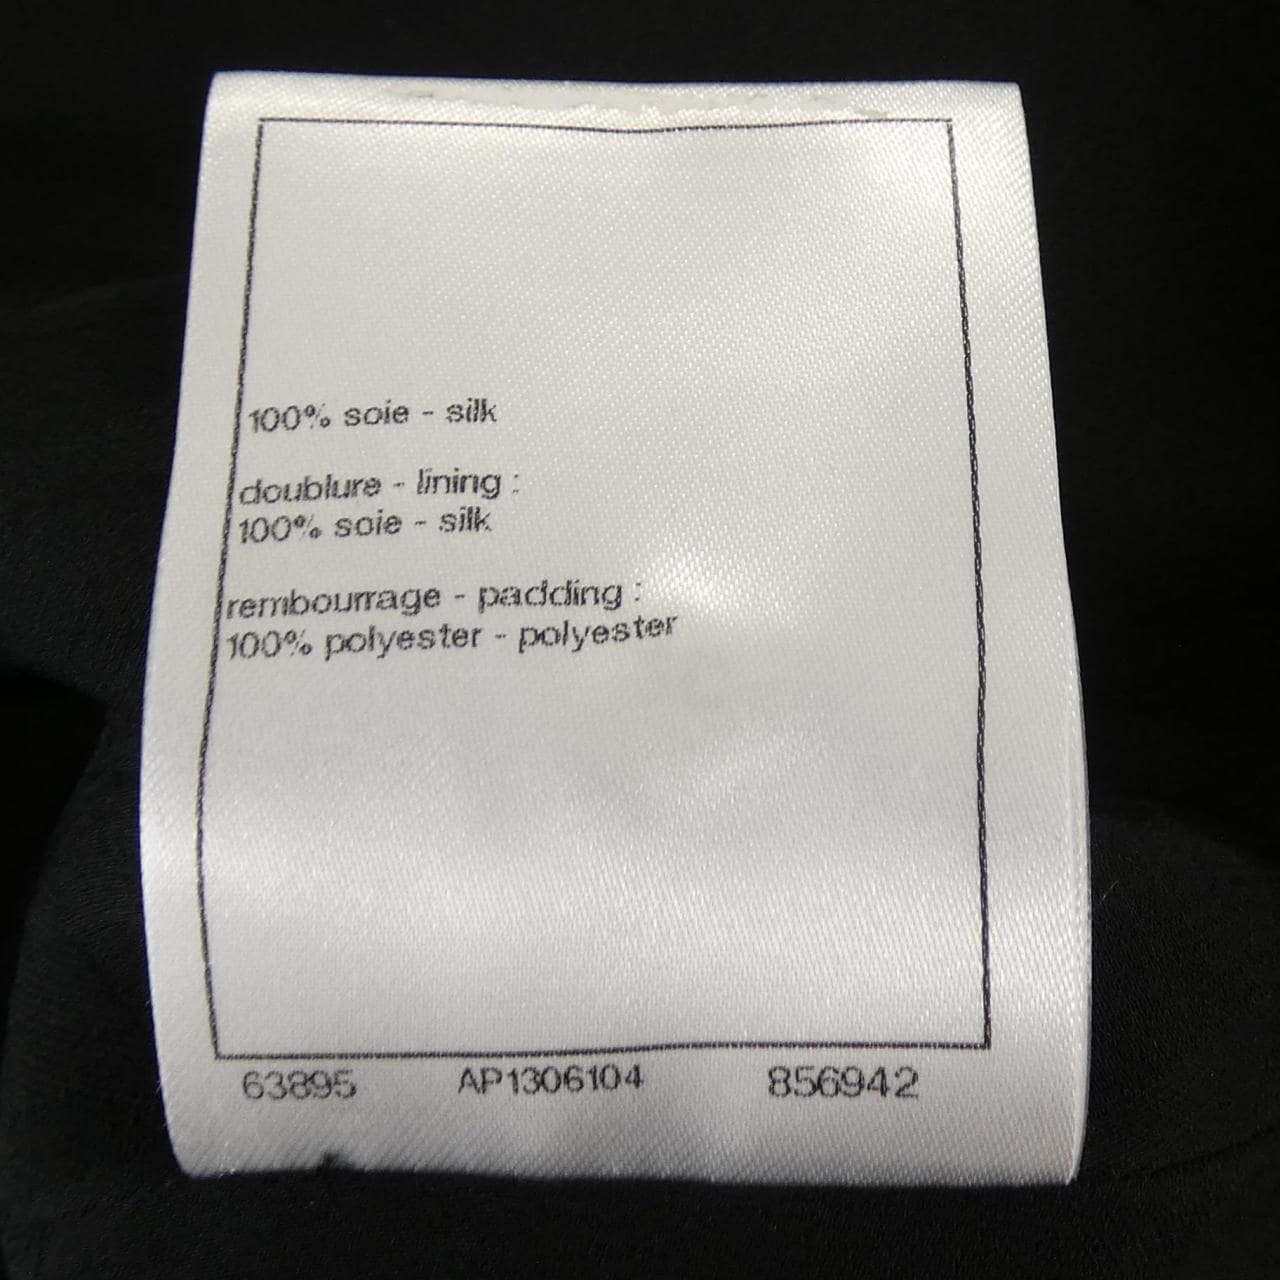 100% soie - silk
doublure - lining :
100% soie - silk
rembourrage - padding :
100% polyester - polyester
63895 AP1306104 856942